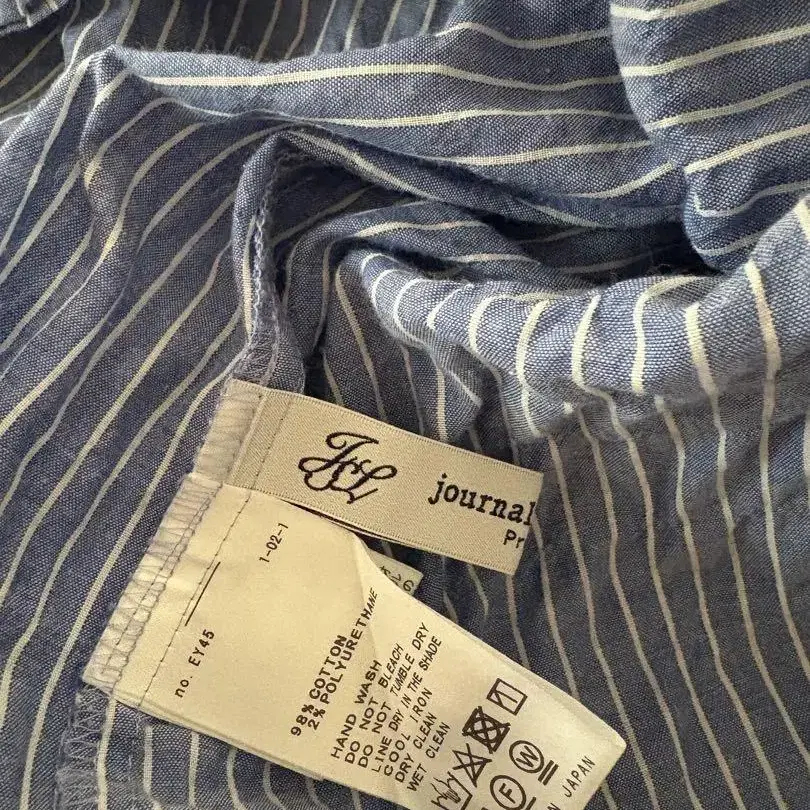 J&L
journal
Pr
1-02-1
no. EY45
98% COTTON
2% POLYURETHANE
HAND WASH
DO NOT BLEACH
DO NOT TUMBLE DRY
LINE DRY IN THE SHADE
COOL IRON
DRY CLEAN
WET CLEAN
F
W
JAPAN